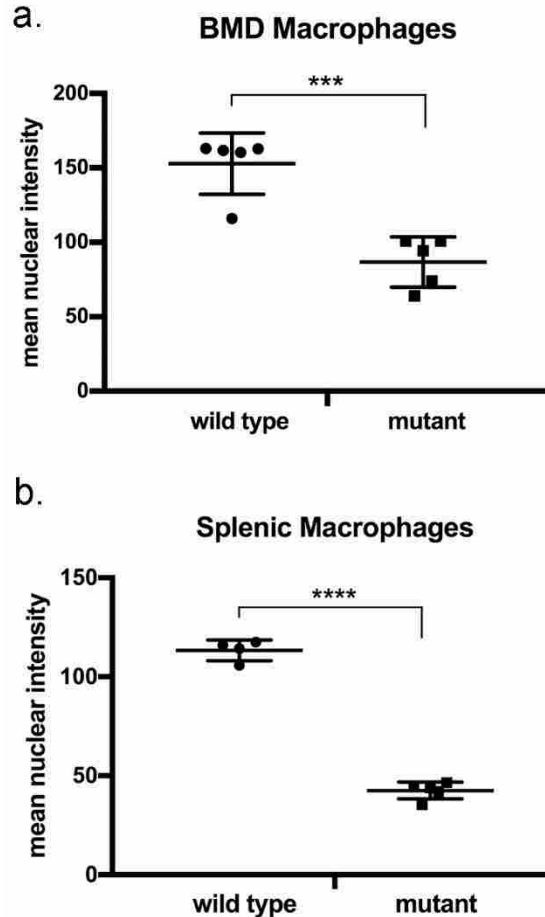 a.
BMD Macrophages
***
mean nuclear intensity
200
150
100
50
0
wild type mutant
b.
Splenic Macrophages
****
mean nuclear intensity
150
100
50
0
wild type mutant